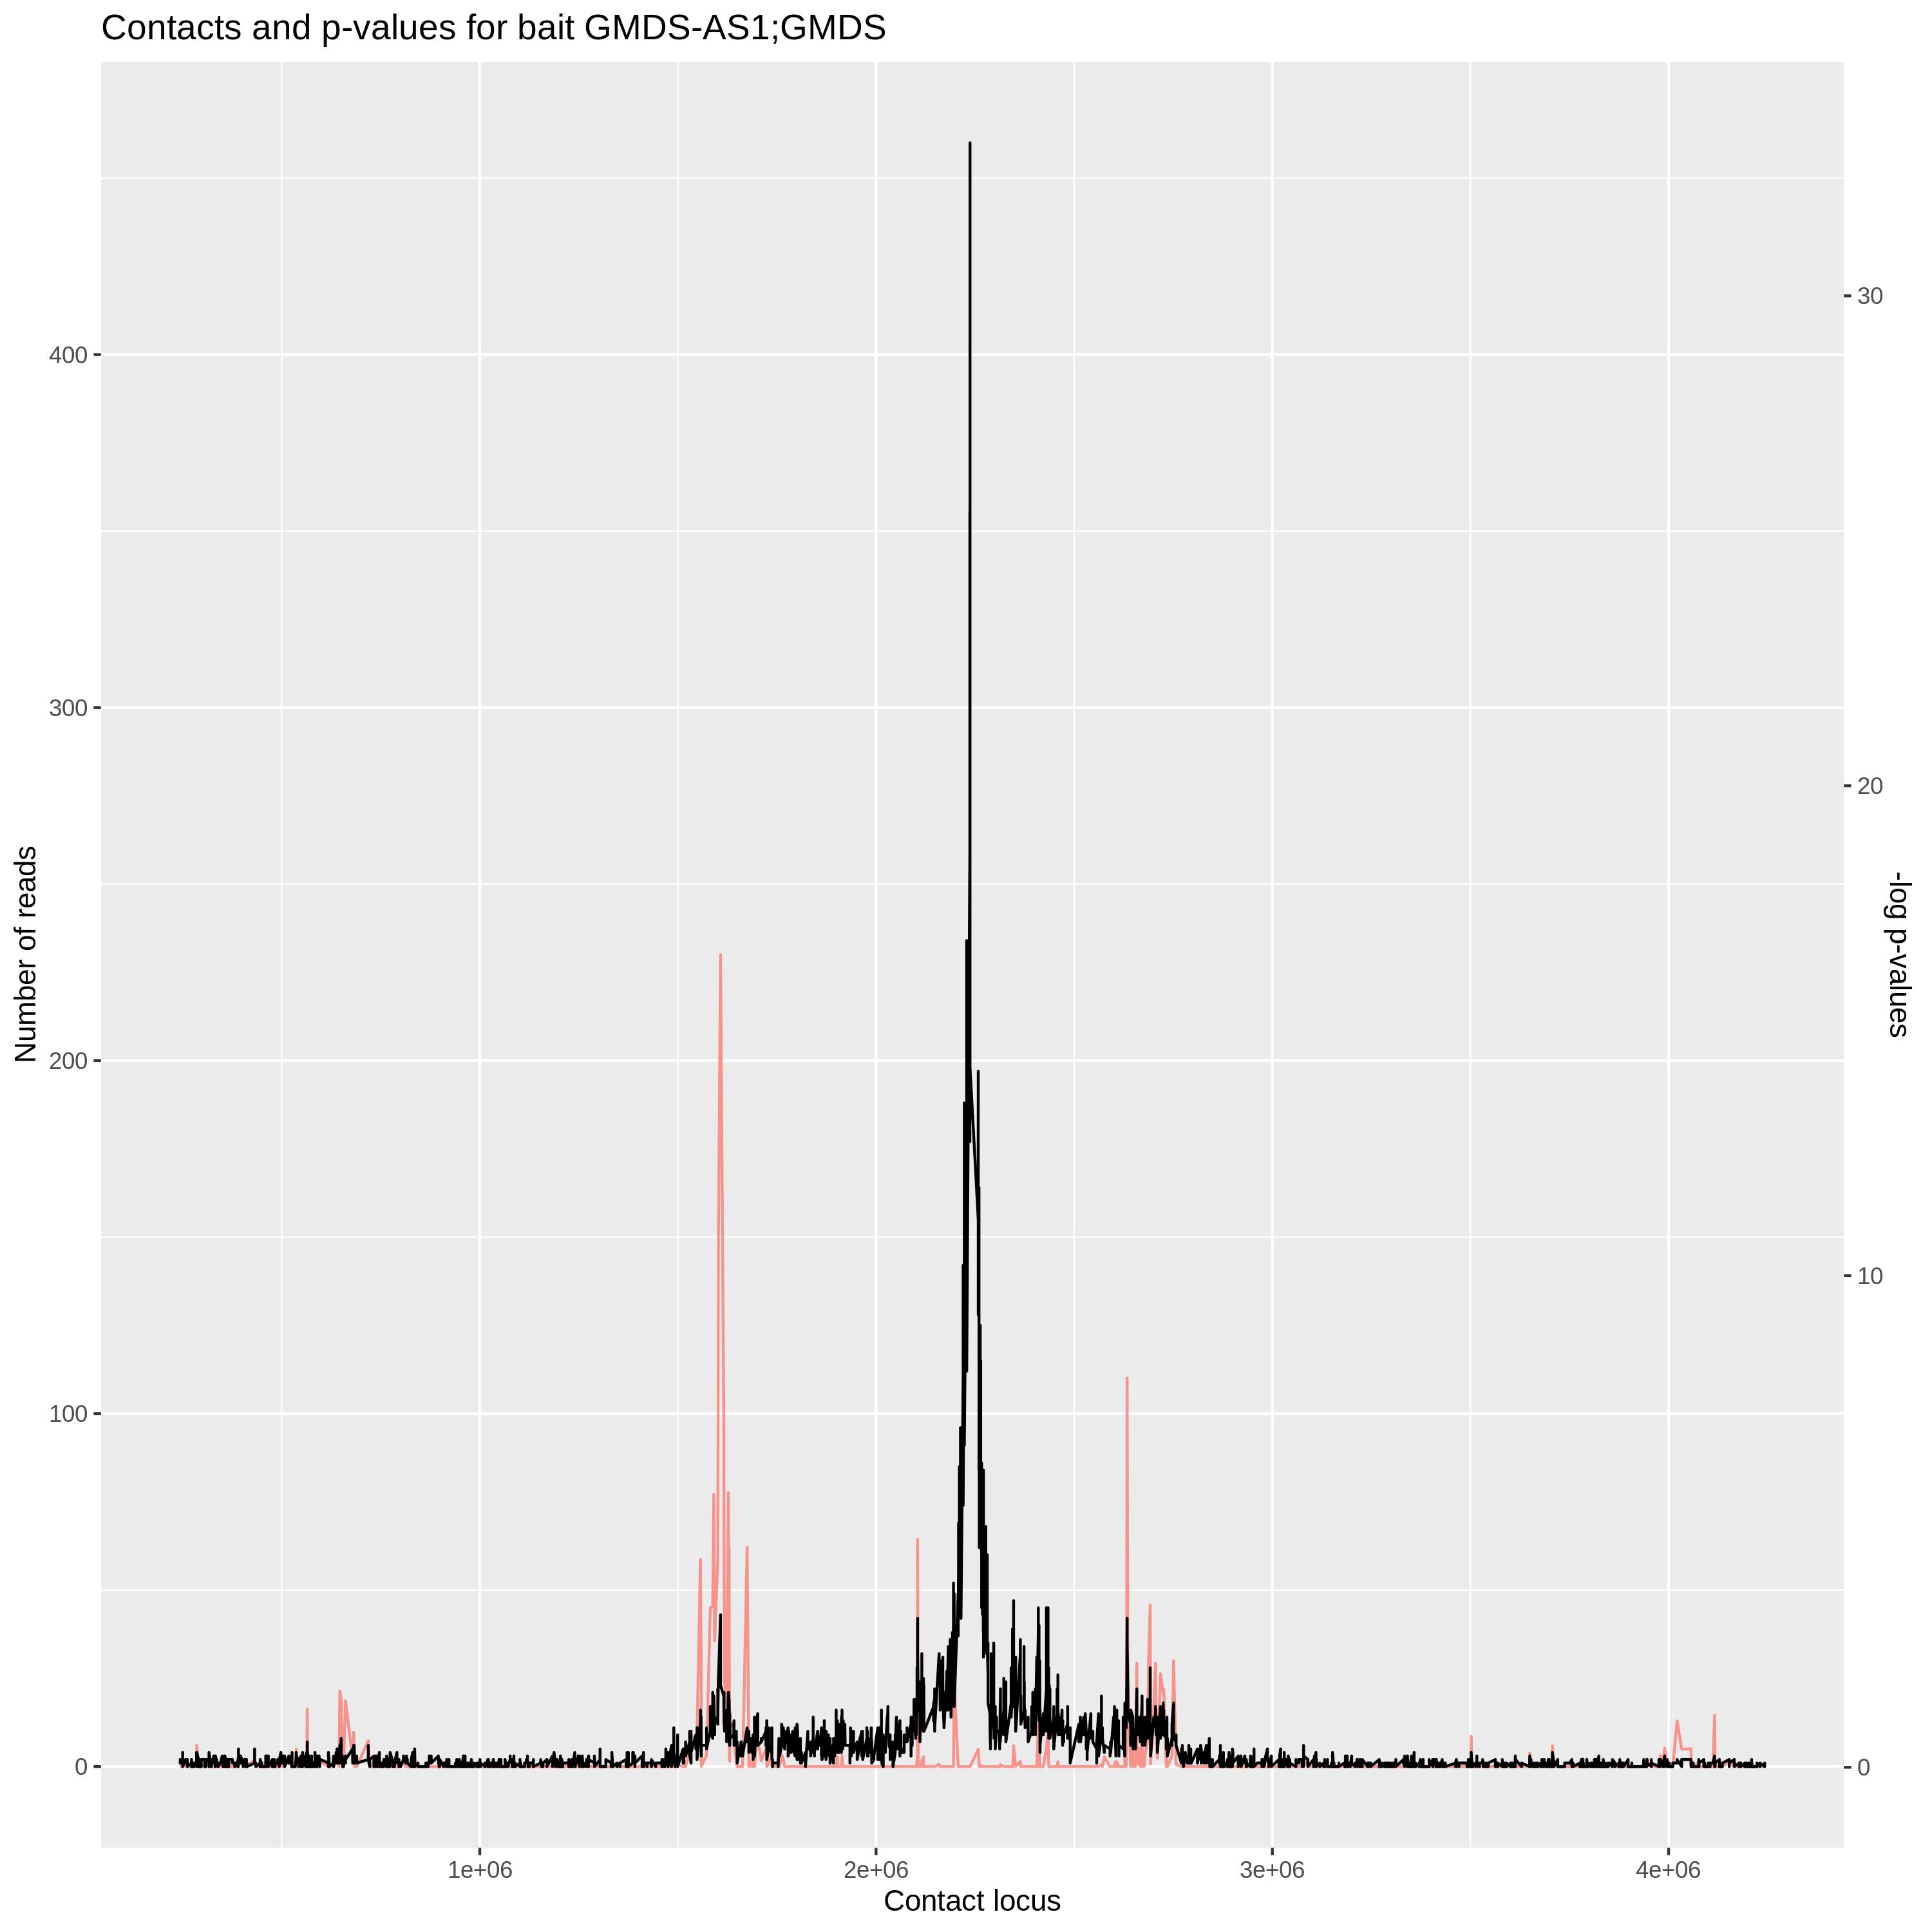 Contacts and p-values for bait GMDS-AS1;GMDS
Number of reads
400
300
200
100
0
30
20
10
0
-log p-values
1e+06
2e+06
3e+06
4e+06
Contact locus